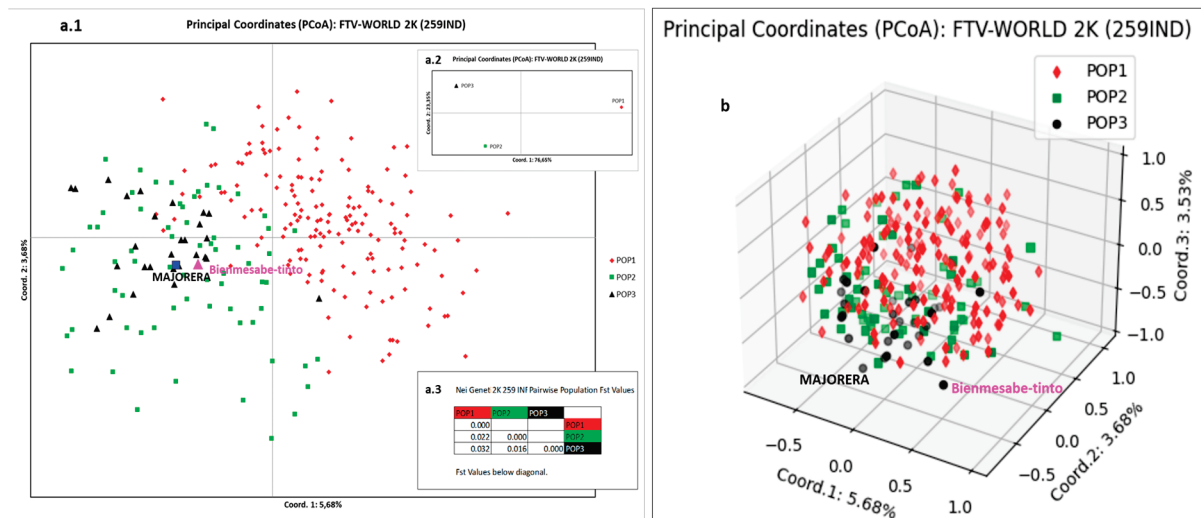 a.1
Principal Coordinates (PCoA): FTV-WORLD 2K (259IND)
a.2
Principal Coordinates (PCoA): FTV-WORLD 2K (259IND)
POP3
POP1
POP2
Coord. 2: 23,35%
Coord. 1: 76,65%
MAJORERA
Bienmesabe-tinto
Coord. 2: 3,68%
POP1
POP2
POP3
a.3
Nei Genet 2K 259 INF Pairwise Population Fst Values
POP1 POP2 POP3
0.000 POP1
0.022 0.000 POP2
0.032 0.016 0.000 POP3
Fst Values below diagonal.
Coord. 1: 5,68%
Principal Coordinates (PCoA): FTV-WORLD 2K (259IND)
b
POP1
POP2
POP3
MAJORERA
Bienmesabe-tinto
1.0
0.5
0.0
−0.5
−1.0
Coord.3: 3.53%
1.0
0.5
0.0
−0.5
Coord.2: 3.68%
−0.5
0.0
0.5
1.0
Coord.1: 5.68%